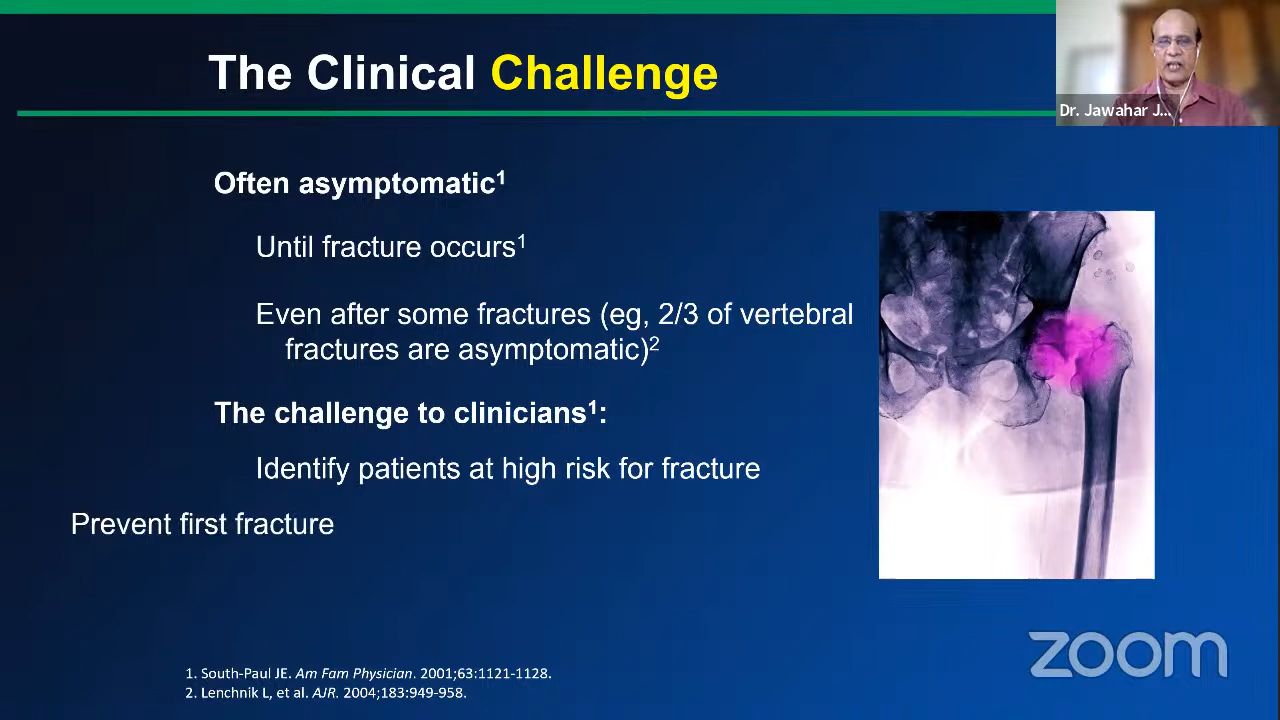 The Clinical Challenge
Dr. Jawahar J...
Often asymptomatic¹
Until fracture occurs¹
Even after some fractures (eg, 2/3 of vertebral
fractures are asymptomatic)²
The challenge to clinicians¹:
Identify patients at high risk for fracture
Prevent first fracture
zoom
1. South-Paul JE. Am Fam Physician. 2001;63:1121-1128.
2. Lenchnik L, et al. AJR. 2004;183:949-958.